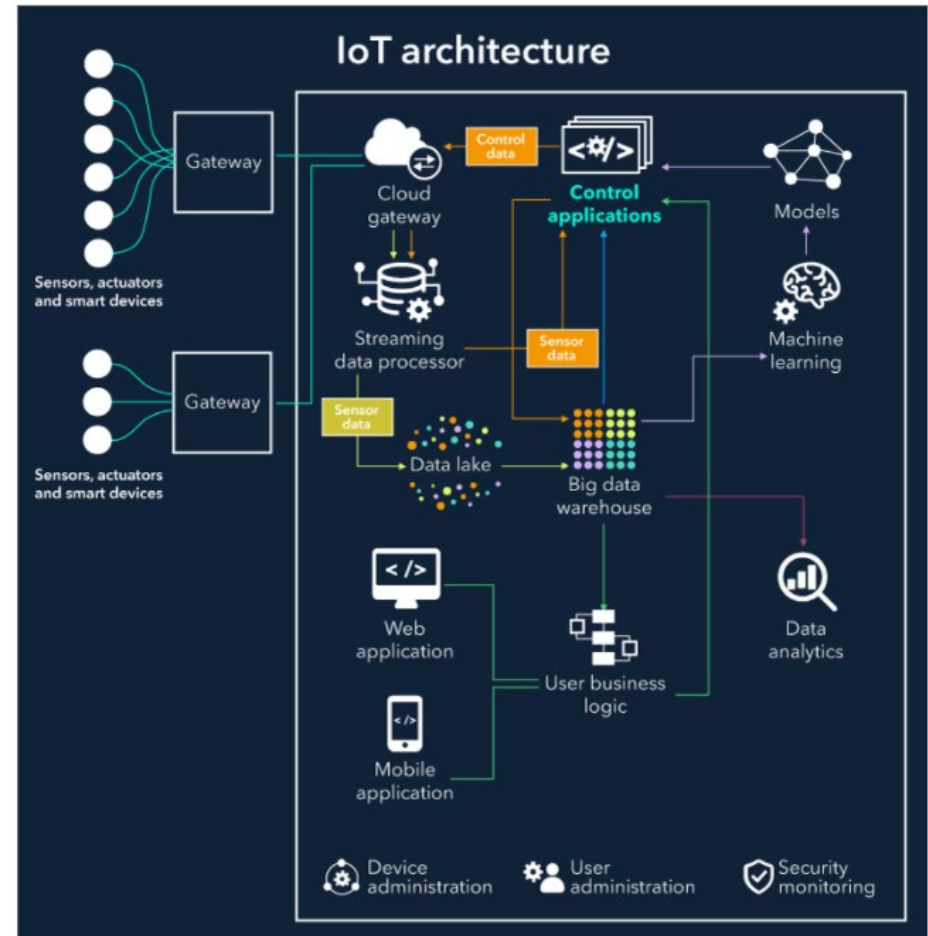 IoT architecture
Gateway
Sensors, actuators
and smart devices
Gateway
Sensors, actuators
and smart devices
Cloud
gateway
Control
data
</>
Control
applications
Models
Streaming
data processor
Sensor
data
Machine
learning
Sensor
data
Data lake
Big data
warehouse
</>
Web
application
User business
logic
Data
analytics
</>
Mobile
application
Device
administration
User
administration
Security
monitoring